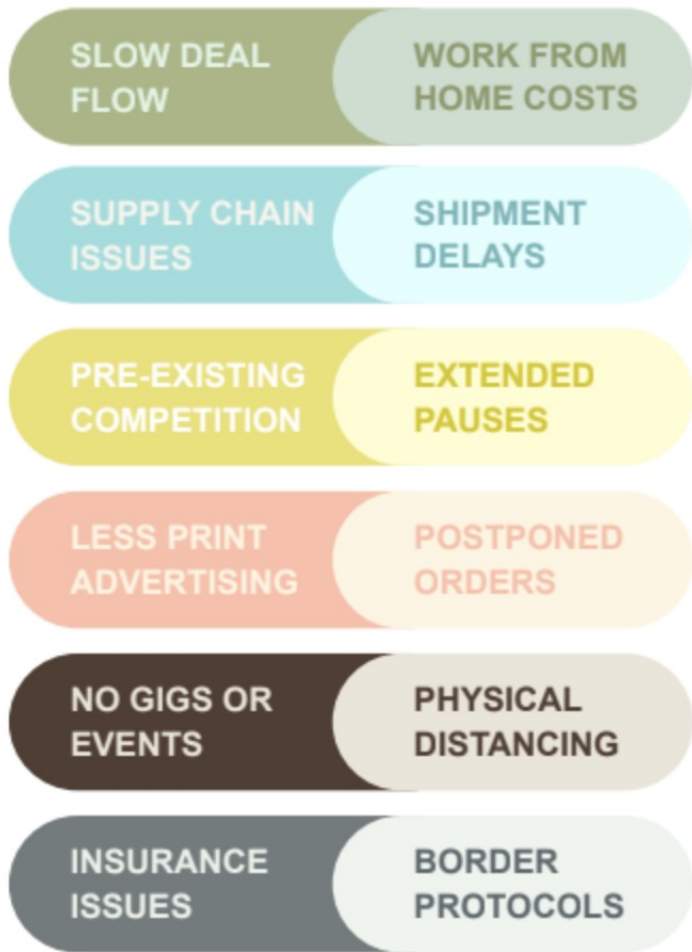 SLOW DEAL
FLOW
WORK FROM
HOME COSTS
SUPPLY CHAIN
ISSUES
SHIPMENT
DELAYS
PRE-EXISTING
COMPETITION
EXTENDED
PAUSES
LESS PRINT
ADVERTISING
POSTPONED
ORDERS
NO GIGS OR
EVENTS
PHYSICAL
DISTANCING
INSURANCE
ISSUES
BORDER
PROTOCOLS